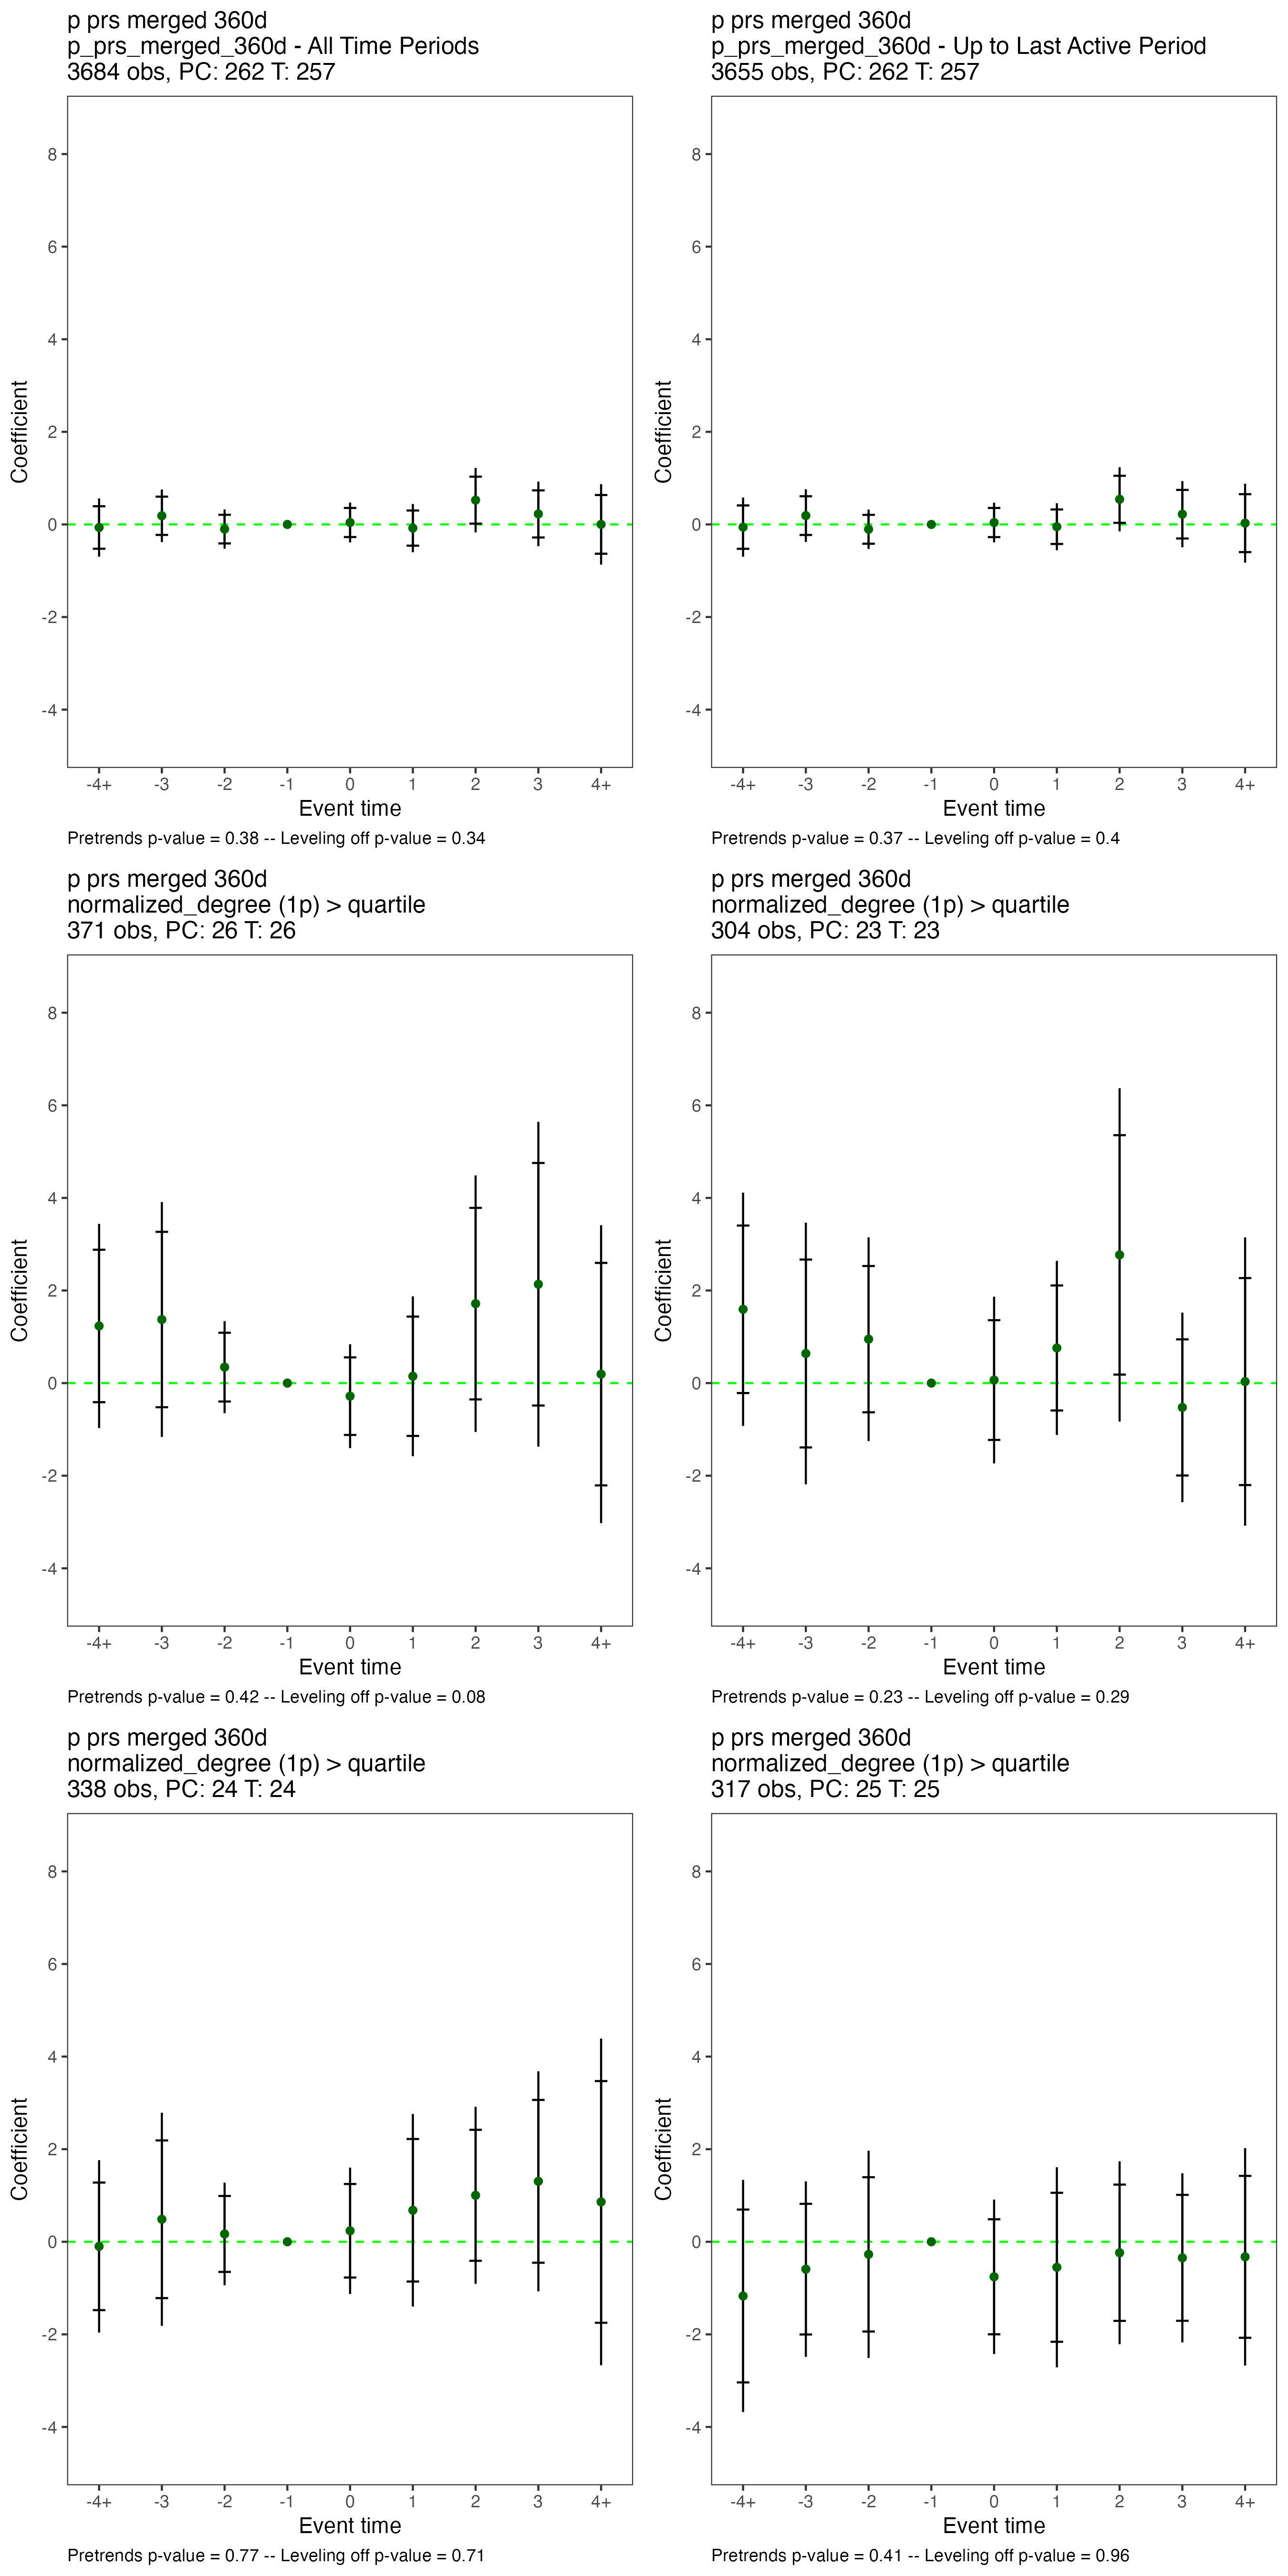 p prs merged 360d
p_prs_merged_360d - All Time Periods
3684 obs, PC: 262 T: 257
8
6
4
2
0
-2
-4
Coefficient
-4+ -3 -2 -1 0 1 2 3 4+
Event time
Pretrends p-value = 0.38 -- Leveling off p-value = 0.34
p prs merged 360d
p_prs_merged_360d - Up to Last Active Period
3655 obs, PC: 262 T: 257
8
6
4
2
0
-2
-4
Coefficient
-4+ -3 -2 -1 0 1 2 3 4+
Event time
Pretrends p-value = 0.37 -- Leveling off p-value = 0.4
p prs merged 360d
normalized_degree (1p) > quartile
371 obs, PC: 26 T: 26
8
6
4
2
0
-2
-4
Coefficient
-4+ -3 -2 -1 0 1 2 3 4+
Event time
Pretrends p-value = 0.42 -- Leveling off p-value = 0.08
p prs merged 360d
normalized_degree (1p) > quartile
304 obs, PC: 23 T: 23
8
6
4
2
0
-2
-4
Coefficient
-4+ -3 -2 -1 0 1 2 3 4+
Event time
Pretrends p-value = 0.23 -- Leveling off p-value = 0.29
p prs merged 360d
normalized_degree (1p) > quartile
338 obs, PC: 24 T: 24
8
6
4
2
0
-2
-4
Coefficient
-4+ -3 -2 -1 0 1 2 3 4+
Event time
Pretrends p-value = 0.77 -- Leveling off p-value = 0.71
p prs merged 360d
normalized_degree (1p) > quartile
317 obs, PC: 25 T: 25
8
6
4
2
0
-2
-4
Coefficient
-4+ -3 -2 -1 0 1 2 3 4+
Event time
Pretrends p-value = 0.41 -- Leveling off p-value = 0.96